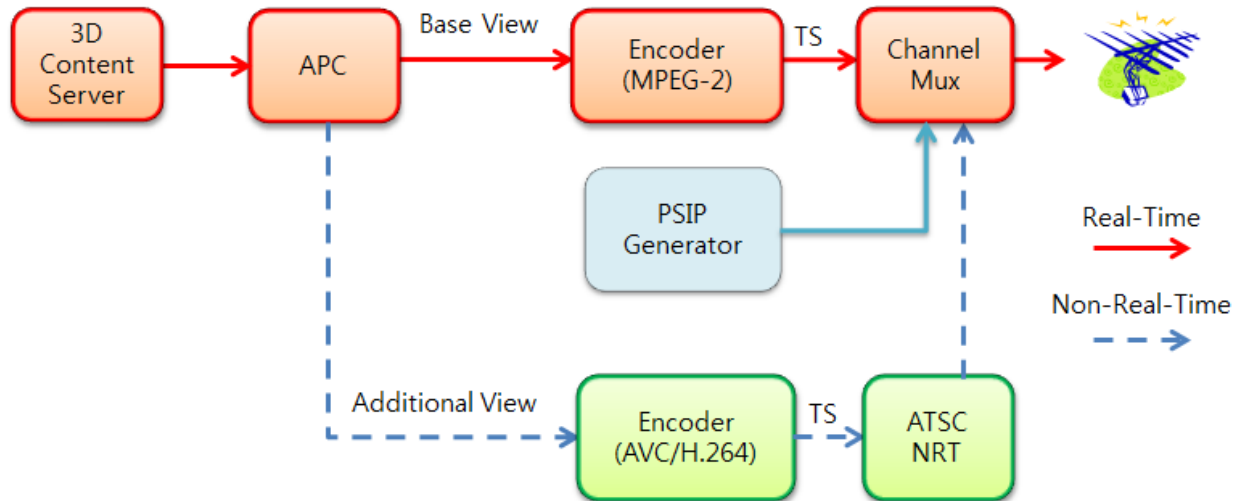 3D
Content
Server
APC
Base View
Encoder
(MPEG-2)
TS
Channel
Mux
PSIP
Generator
Real-Time
Non-Real-Time
Additional View
Encoder
(AVC/H.264)
TS
ATSC
NRT